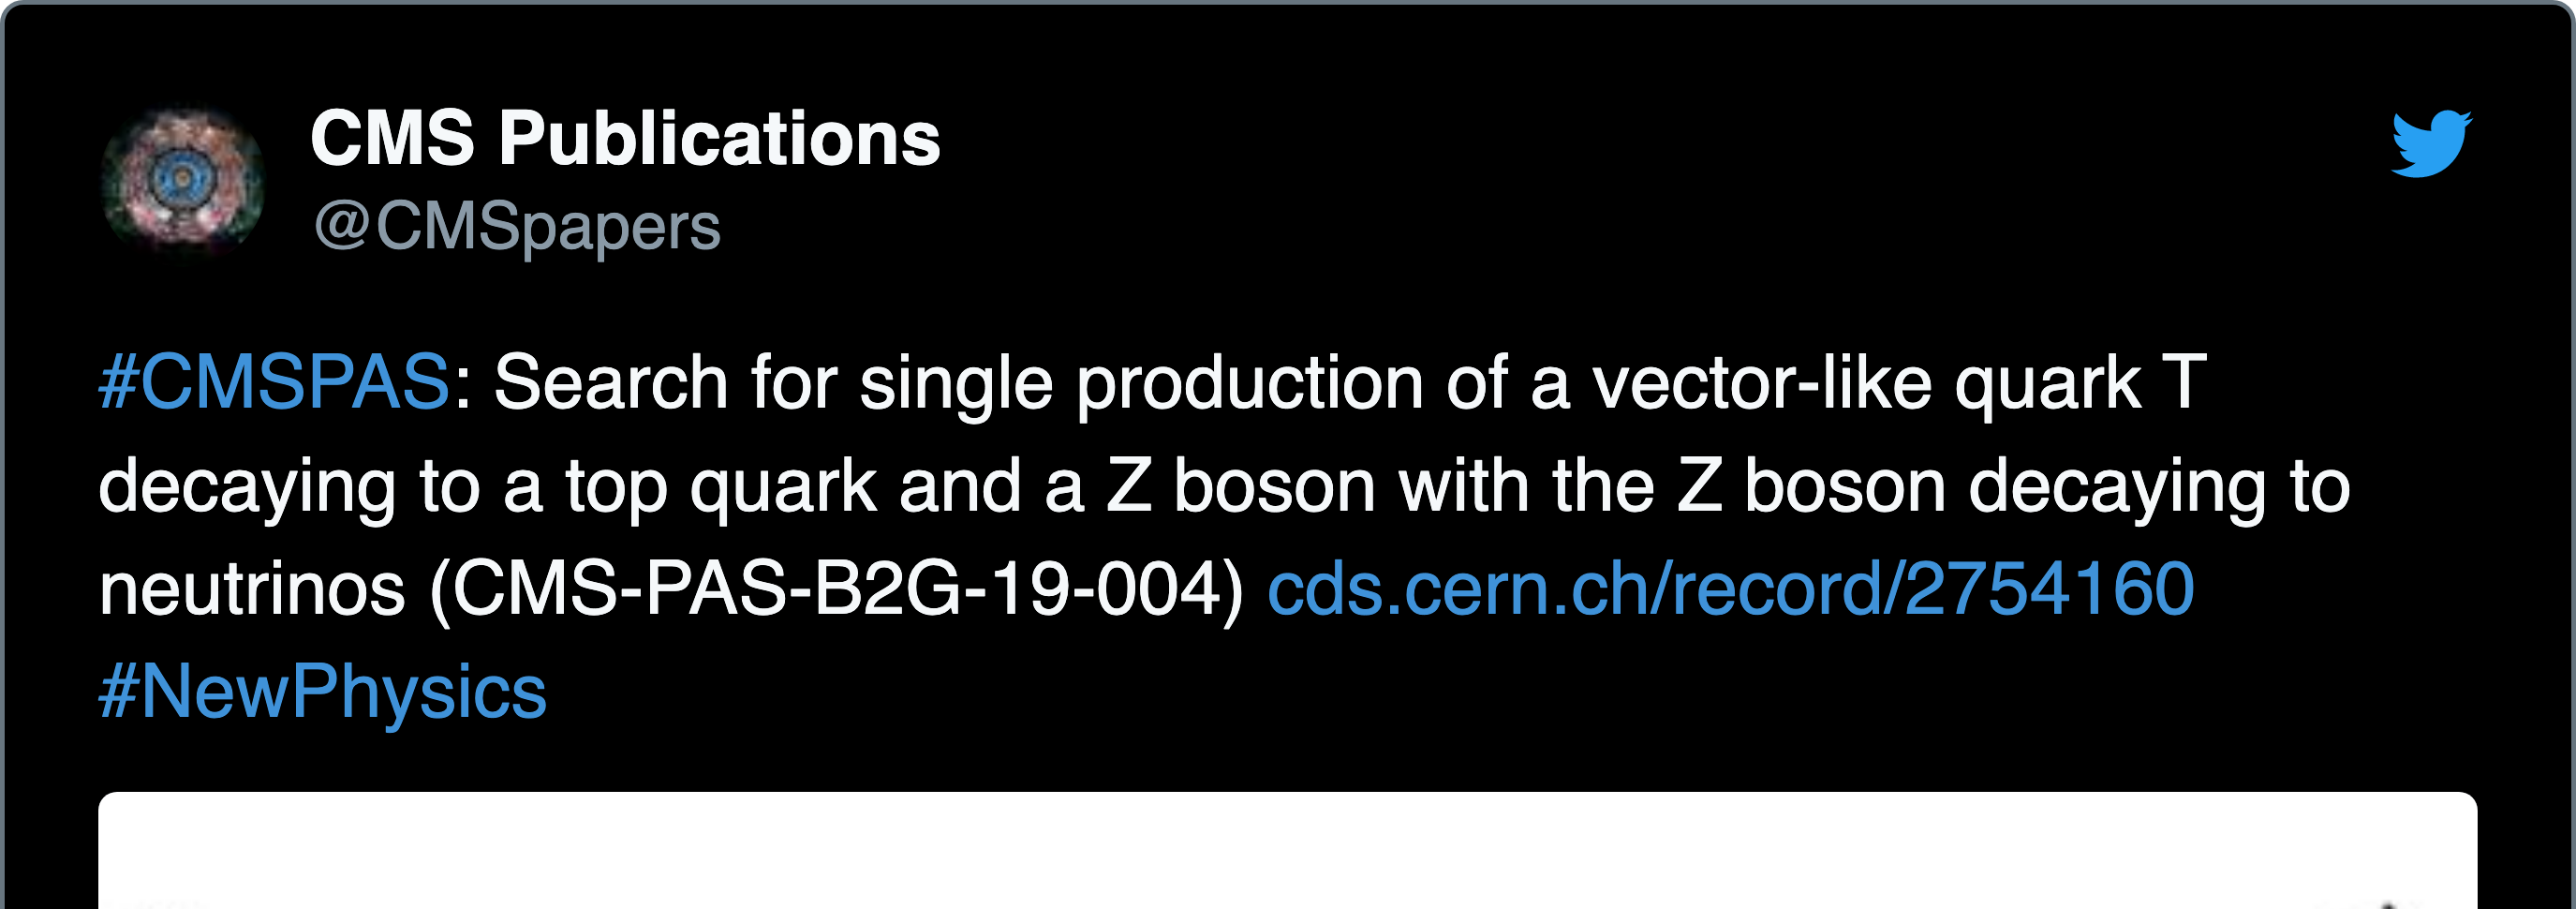 CMS Publications
@CMSpapers
#CMSPAS: Search for single production of a vector-like quark T
decaying to a top quark and a Z boson with the Z boson decaying to
neutrinos (CMS-PAS-B2G-19-004) cds.cern.ch/record/2754160
#NewPhysics